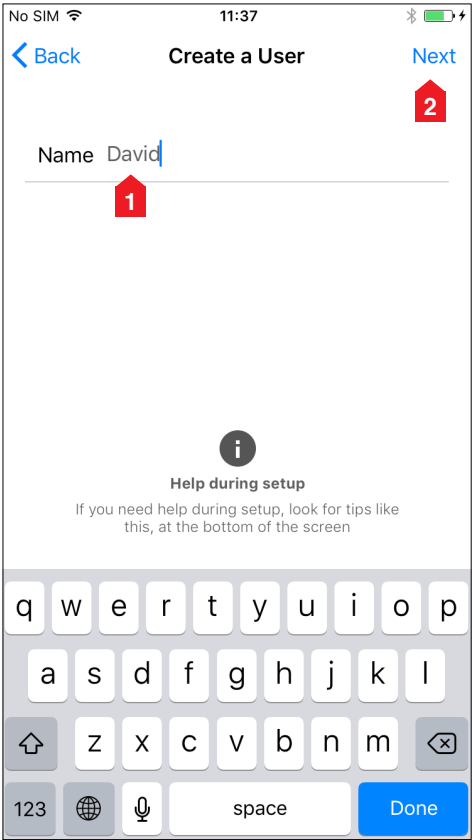 No SIM 11:37
Back Create a User Next
2
Name David
1
i
Help during setup
If you need help during setup, look for tips like
this, at the bottom of the screen
q w e r t y u i o p
a s d f g h j k l
z x c v b n m
123 space Done